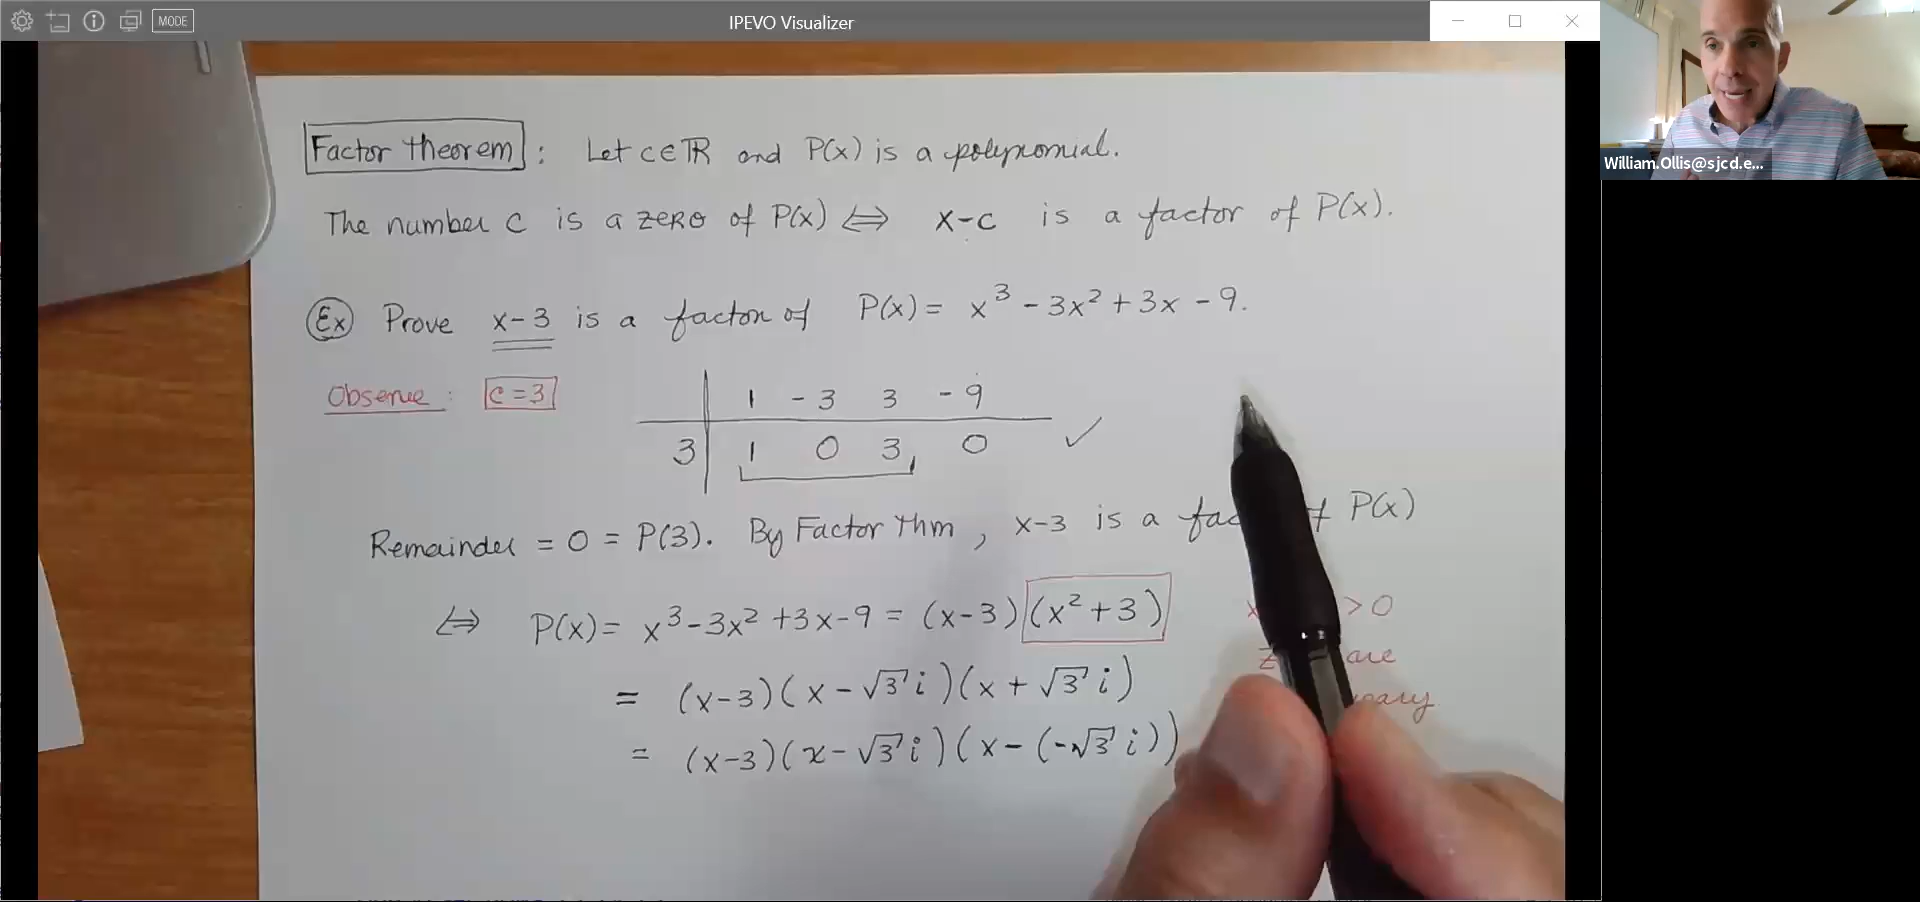 MODE
IPEVO Visualizer
William.Ollis@sjcd.e...
Factor theorem : Let c∈ℝ and P(x) is a polynomial.
The number c is a zero of P(x) ⟺ x-c is a factor of P(x).
Ex Prove x-3 is a factor of P(x) = x³ - 3x² + 3x - 9.
Observe : c=3
1 -3 3 -9
3 1 0 3 0 ✓
Remainder = 0 = P(3). By Factor Thm, x-3 is a fac P(x)
⟺ P(x) = x³ - 3x² + 3x - 9 = (x-3)(x² + 3) > 0
= (x-3)(x - √3 i)(x + √3 i) are
= (x-3)(x - √3 i)(x - (-√3 i))